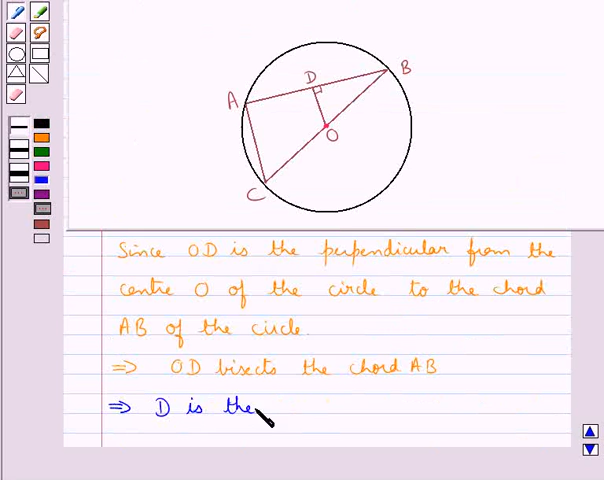 D
B
A
O
C
Since OD is the perpendicular from the
centre O of the circle to the chord
AB of the circle.
⇒ OD bisects the chord AB
⇒ D is the